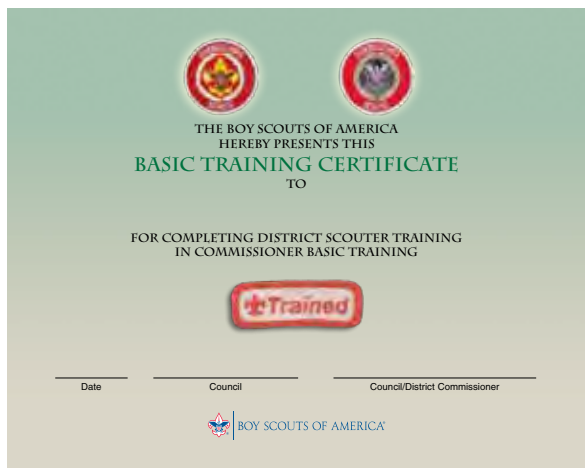 THE BOY SCOUTS OF AMERICA
HEREBY PRESENTS THIS
BASIC TRAINING CERTIFICATE
TO
FOR COMPLETING DISTRICT SCOUTER TRAINING
IN COMMISSIONER BASIC TRAINING
Trained
Date Council Council/District Commissioner
BOY SCOUTS OF AMERICA®